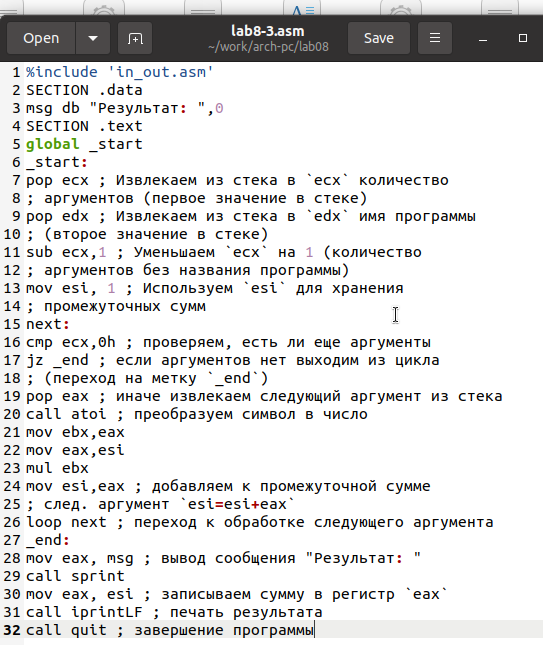 Open
lab8-3.asm
~/work/arch-pc/lab08
Save
1 %include 'in_out.asm'
2 SECTION .data
3 msg db "Результат: ",0
4 SECTION .text
5 global _start
6 _start:
7 pop ecx ; Извлекаем из стека в `ecx` количество
8 ; аргументов (первое значение в стеке)
9 pop edx ; Извлекаем из стека в `edx` имя программы
10 ; (второе значение в стеке)
11 sub ecx,1 ; Уменьшаем `ecx` на 1 (количество
12 ; аргументов без названия программы)
13 mov esi, 1 ; Используем `esi` для хранения
14 ; промежуточных сумм
15 next:
16 cmp ecx,0h ; проверяем, есть ли еще аргументы
17 jz _end ; если аргументов нет выходим из цикла
18 ; (переход на метку `_end`)
19 pop eax ; иначе извлекаем следующий аргумент из стека
20 call atoi ; преобразуем символ в число
21 mov ebx,eax
22 mov eax,esi
23 mul ebx
24 mov esi,eax ; добавляем к промежуточной сумме
25 ; след. аргумент `esi=esi+eax`
26 loop next ; переход к обработке следующего аргумента
27 _end:
28 mov eax, msg ; вывод сообщения "Результат: "
29 call sprint
30 mov eax, esi ; записываем сумму в регистр `eax`
31 call iprintLF ; печать результата
32 call quit ; завершение программы